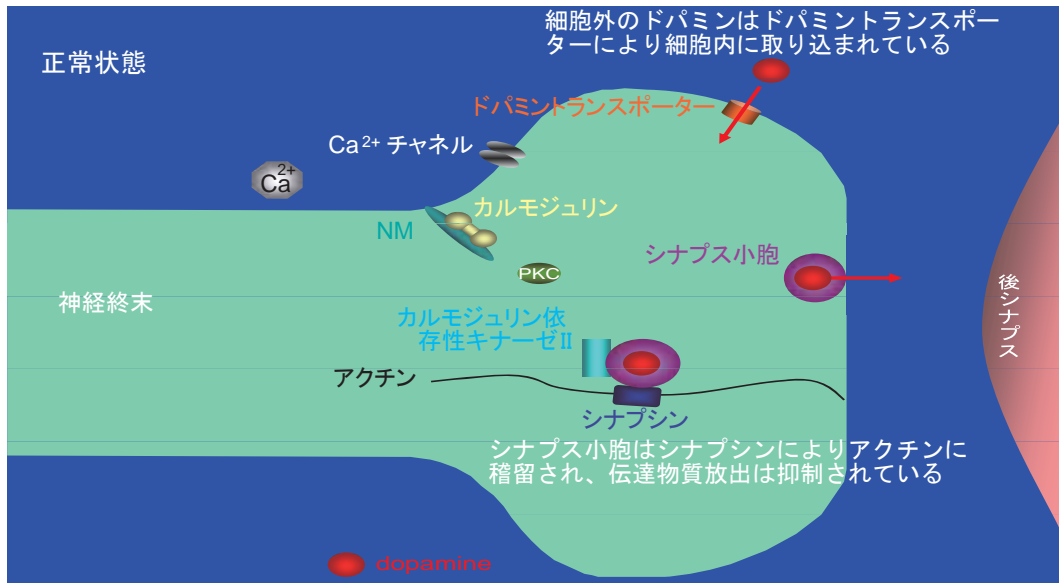 細胞外のドパミンはドパミントランスポー
ターにより細胞内に取り込まれている
正常状態
ドパミントランスポーター
Ca2+ チャネル
Ca2+
カルモジュリン
NM
シナプス小胞
PKC
後シナプス
神経終末
カルモジュリン依
存性キナーゼII
アクチン
シナプシン
シナプス小胞はシナプシンによりアクチンに
稽留され、伝達物質放出は抑制されている
dopamine